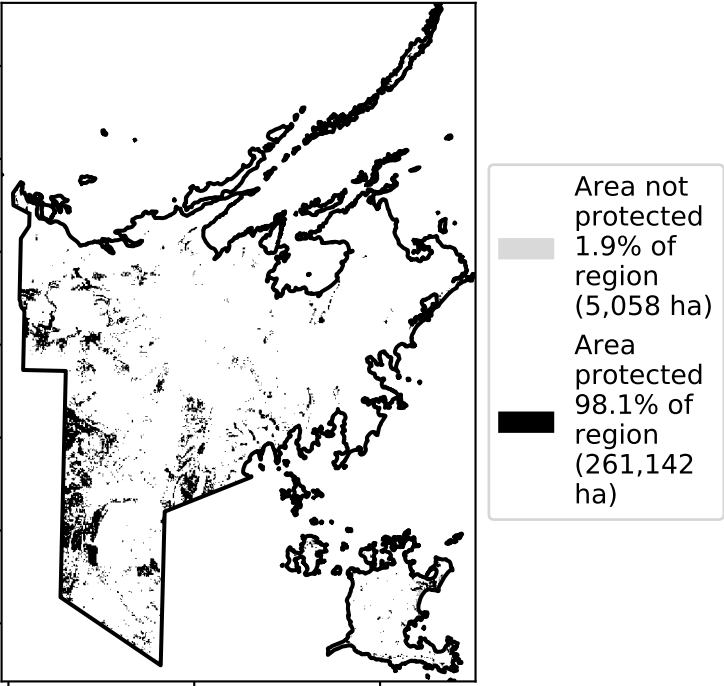 Area not
protected
1.9% of
region
(5,058 ha)
Area
protected
98.1% of
region
(261,142
ha)